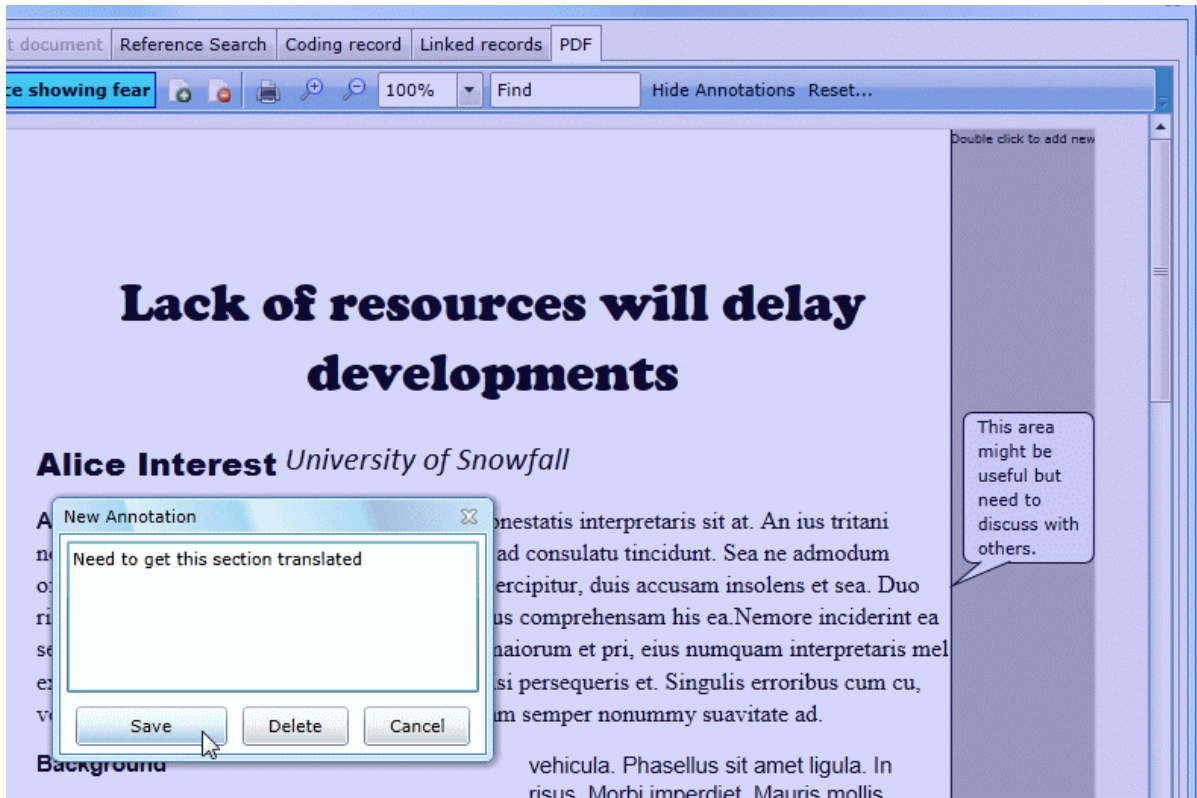 t document Reference Search Coding record Linked records PDF
ce showing fear 100% Find Hide Annotations Reset...
Double click to add new
Lack of resources will delay
developments
This area
might be
useful but
need to
discuss with
others.
Alice Interest University of Snowfall
New Annotation
Need to get this section translated
Save Delete Cancel
interpretaris sit at. An ius tritani
ad consulatu tincidunt. Sea ne admodum
ercipitur, duis accusam insolens et sea. Duo
us comprehensam his ea.Nemore inciderint ea
maiorum et pri, eius numquam interpretaris mel
si persequeris et. Singulis erroribus cum cu,
semper nonummy suavitate ad.
Background
vehicula. Phasellus sit amet ligula. In
risus. Morbi imperdiet. Mauris mollis